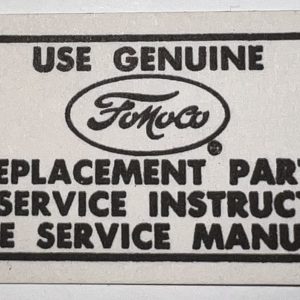 USE GENUINE
FoMoCo ®
EPLACEMENT PART
SERVICE INSTRUCT
E SERVICE MANU